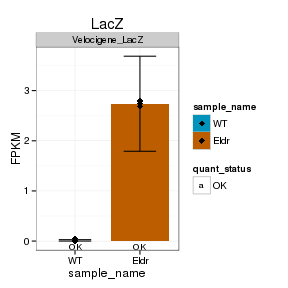 LacZ
Velocigene_LacZ
FPKM
3
2
1
0
OK OK
WT Eldr
sample_name
sample_name
WT
Eldr
quant_status
a OK